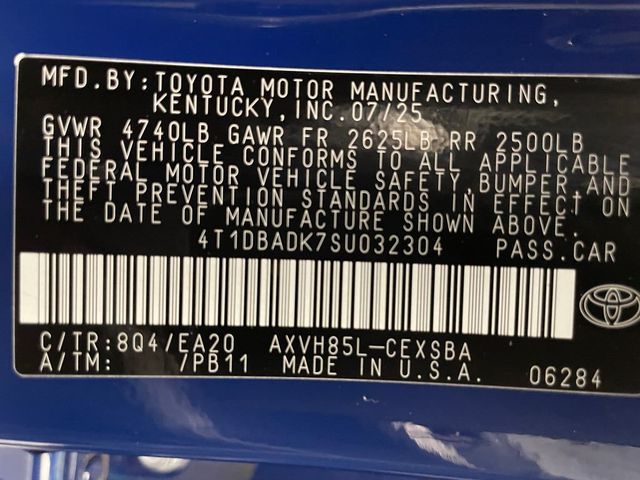 MFD.BY:TOYOTA MOTOR MANUFACTURING,
KENTUCKY,INC.07/25
GVWR 4740LB GAWR FR 2625LB RR 2500LB
THIS VEHICLE CONFORMS TO ALL APPLICABLE
FEDERAL MOTOR VEHICLE SAFETY,BUMPER,AND
THEFT PREVENTION STANDARDS IN EFFECT ON
THE DATE OF MANUFACTURE SHOWN ABOVE.
4T1DBADK7SU032304 PASS.CAR
C/TR:8Q4/EA20 AXVH85L-CEXSBA
A/TM: /PB11 MADE IN U.S.A. 06284